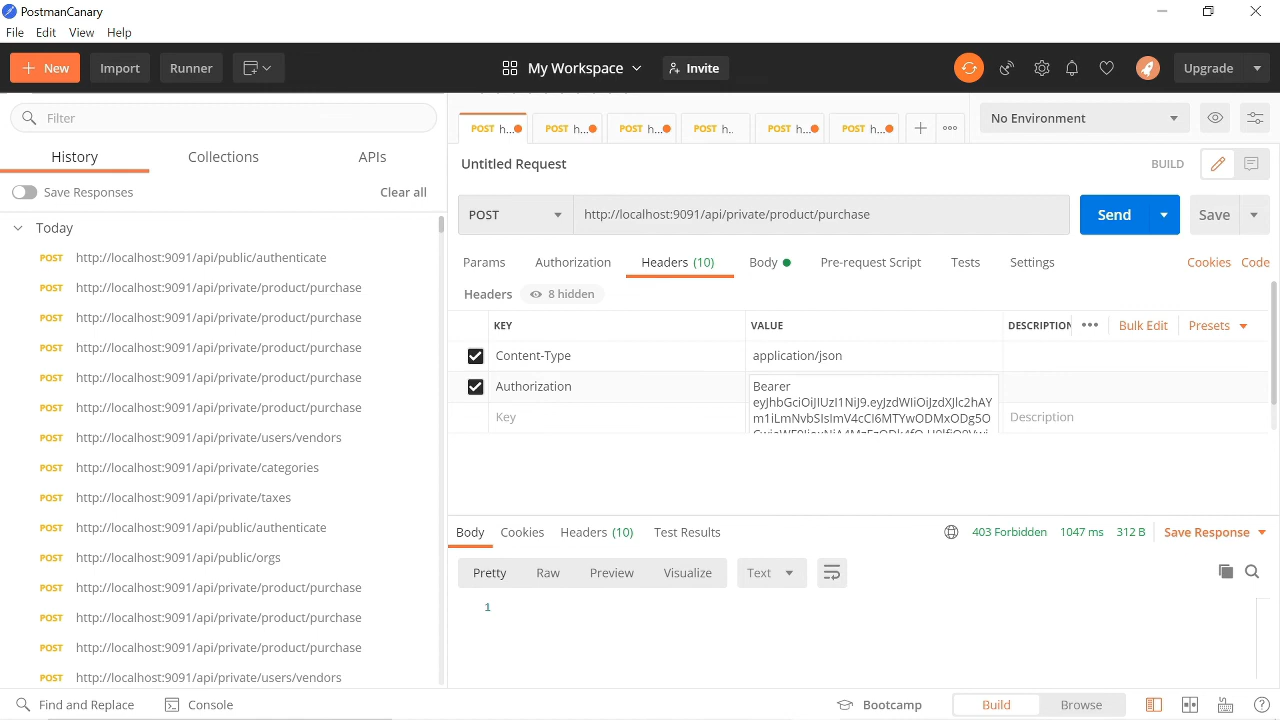 PostmanCanary
File Edit View Help
New Import Runner My Workspace Invite Upgrade
Filter
History Collections APIs
Save Responses Clear all
Today
POST http://localhost:9091/api/public/authenticate
POST http://localhost:9091/api/private/product/purchase
POST http://localhost:9091/api/private/product/purchase
POST http://localhost:9091/api/private/product/purchase
POST http://localhost:9091/api/private/product/purchase
POST http://localhost:9091/api/private/product/purchase
POST http://localhost:9091/api/private/users/vendors
POST http://localhost:9091/api/private/categories
POST http://localhost:9091/api/private/taxes
POST http://localhost:9091/api/public/authenticate
POST http://localhost:9091/api/public/orgs
POST http://localhost:9091/api/private/product/purchase
POST http://localhost:9091/api/private/product/purchase
POST http://localhost:9091/api/private/product/purchase
POST http://localhost:9091/api/private/users/vendors
POST h... POST h... POST h... POST h.. POST h... POST h...
No Environment
Untitled Request BUILD
POST http://localhost:9091/api/private/product/purchase Send Save
Params Authorization Headers (10) Body Pre-request Script Tests Settings Cookies Code
Headers 8 hidden
KEY VALUE DESCRIPTION Bulk Edit Presets
Content-Type application/json
Authorization Bearer
eyJhbGciOiJIUzI1NiJ9.eyJzdWIiOiJzdXJlc2hAY
m1iLmNvbSIsImV4cCI6MTYwODMxODg5O
Key Description
Body Cookies Headers (10) Test Results 403 Forbidden 1047 ms 312 B Save Response
Pretty Raw Preview Visualize Text
1
Find and Replace Console Bootcamp Build Browse